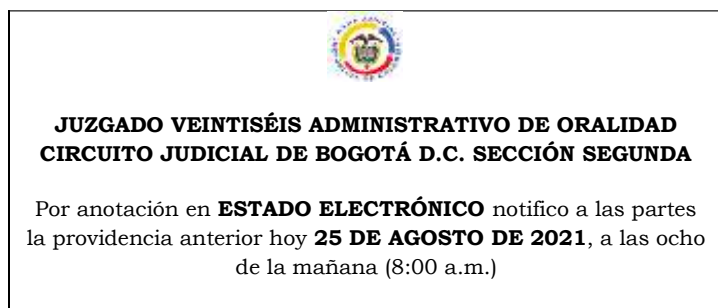 JUZGADO VEINTISÉIS ADMINISTRATIVO DE ORALIDAD
CIRCUITO JUDICIAL DE BOGOTÁ D.C. SECCIÓN SEGUNDA
Por anotación en ESTADO ELECTRÓNICO notifico a las partes
la providencia anterior hoy 25 DE AGOSTO DE 2021, a las ocho
de la mañana (8:00 a.m.)